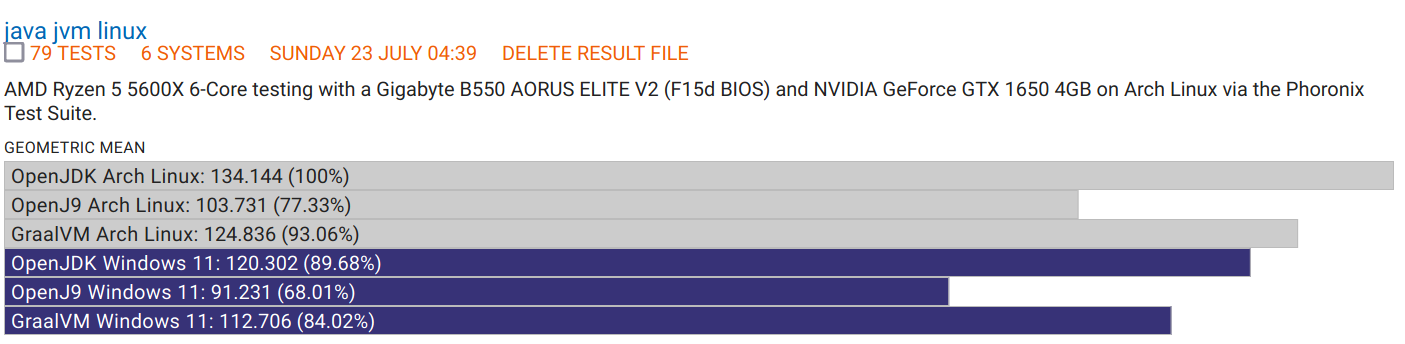 java jvm linux
79 TESTS 6 SYSTEMS SUNDAY 23 JULY 04:39 DELETE RESULT FILE
AMD Ryzen 5 5600X 6-Core testing with a Gigabyte B550 AORUS ELITE V2 (F15d BIOS) and NVIDIA GeForce GTX 1650 4GB on Arch Linux via the Phoronix
Test Suite.
GEOMETRIC MEAN
OpenJDK Arch Linux: 134.144 (100%)
OpenJ9 Arch Linux: 103.731 (77.33%)
GraalVM Arch Linux: 124.836 (93.06%)
OpenJDK Windows 11: 120.302 (89.68%)
OpenJ9 Windows 11: 91.231 (68.01%)
GraalVM Windows 11: 112.706 (84.02%)